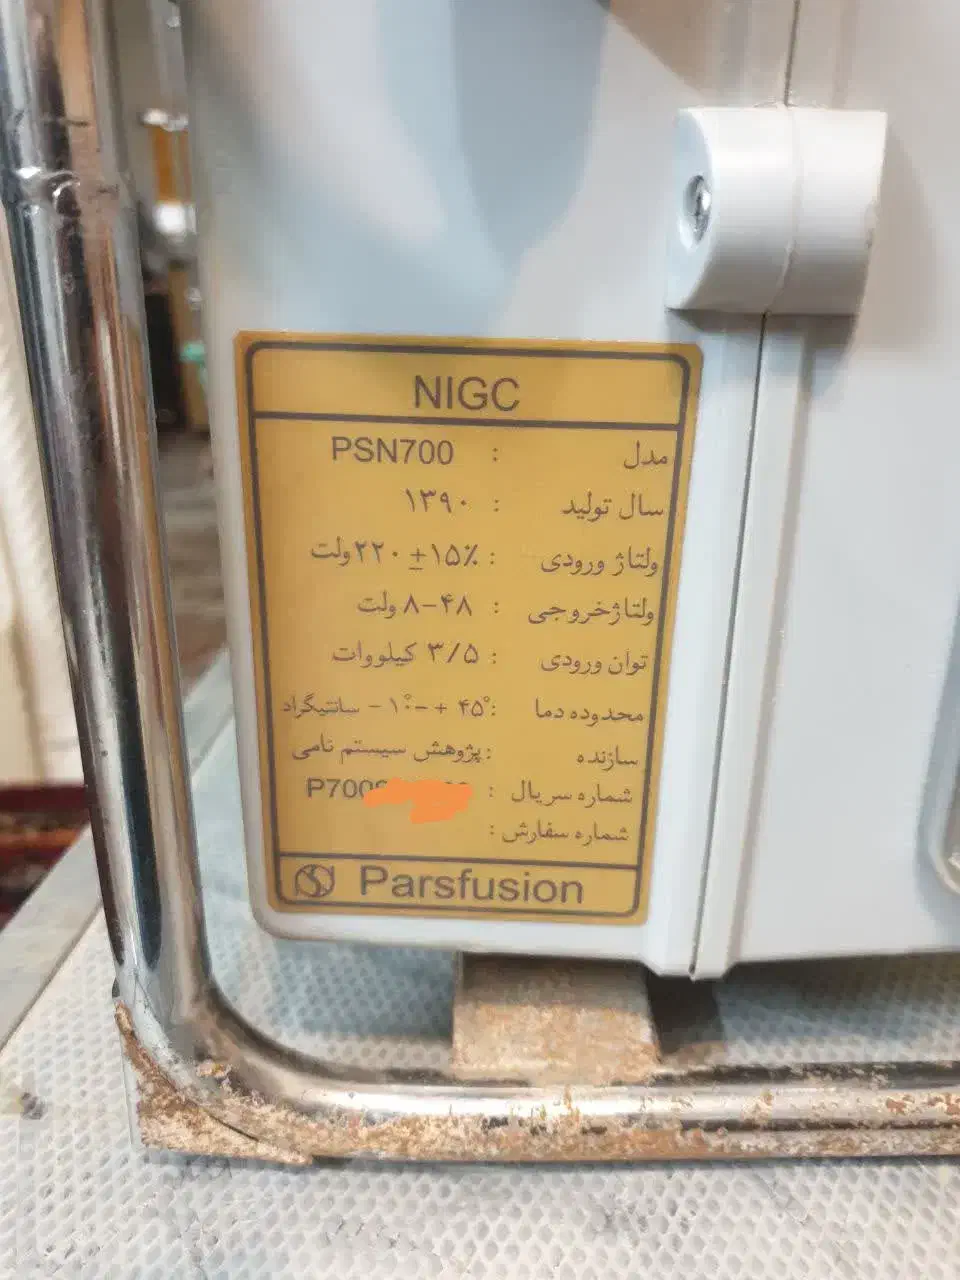 NIGC
مدل : PSN700
سال تولید : ۱۳۹۰
ولتاژ ورودی : ۲۲۰ ±۱۵٪ ولت
ولتاژخروجی : ۸-۴۸ ولت
توان ورودی : ۳/۵ کیلووات
محدوده دما : ۴۵° + -۱۰° - سانتیگراد
سازنده : پژوهش سیستم نامی
شماره سریال : P700
شماره سفارش :
Parsfusion